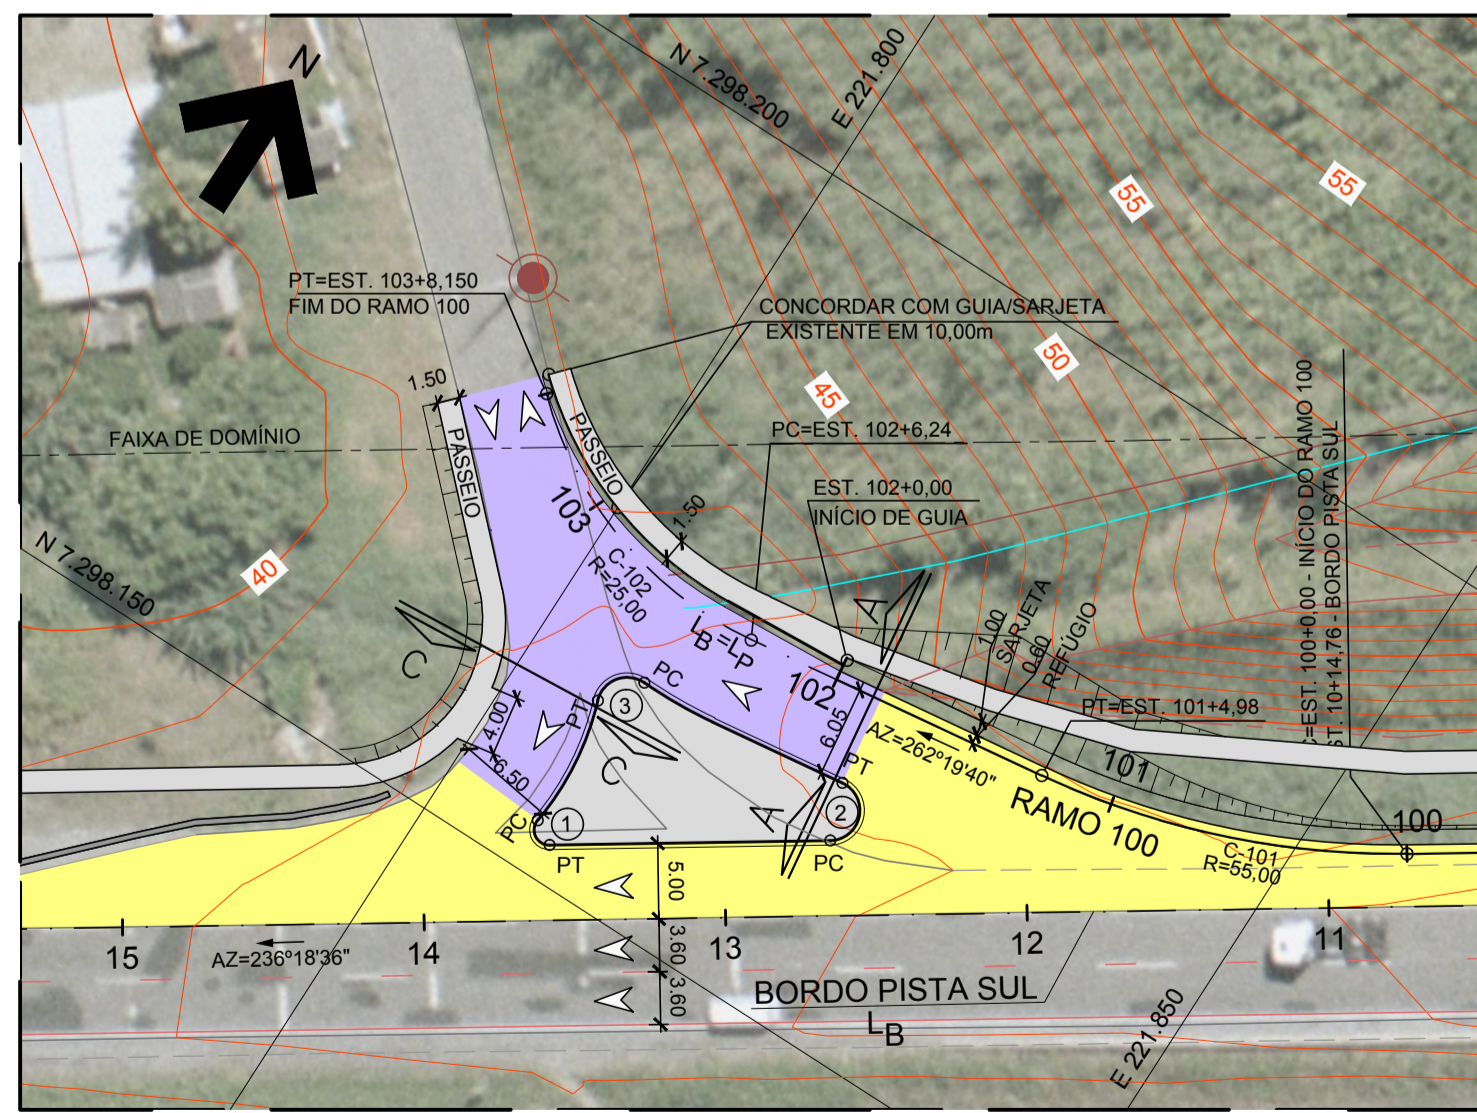 N
N 7.298.200
E 221.800
55
55
PT=EST. 103+8,150
FIM DO RAMO 100
CONCORDAR COM GUIA/SARJETA
EXISTENTE EM 10,00m
50
45
1.50
FAIXA DE DOMÍNIO
PASSEIO
PASSEIO
PC=EST. 102+6,24
EST. 102+0,00
INÍCIO DE GUIA
=EST. 100+0,00 - INÍCIO DO RAMO 100
ST. 10+14,76 - BORDO PISTA SUL
103
1.50
N 7.298.150
40
C-102
R=25,00
LB =LP
A
1.00
SARJETA
0.60
REFÚGIO
C
PC
PT
3
102
4.00
6.50
6.05
PT=EST. 101+4,98
AZ=262º19'40"
101
C
A
PT
2
RAMO 100
100
PC
1
PT
PC
C-101
R=55,00
5.00
15
14
13
12
11
AZ=236º18'36"
3.60
3.60
BORDO PISTA SUL
LB
E 221.850